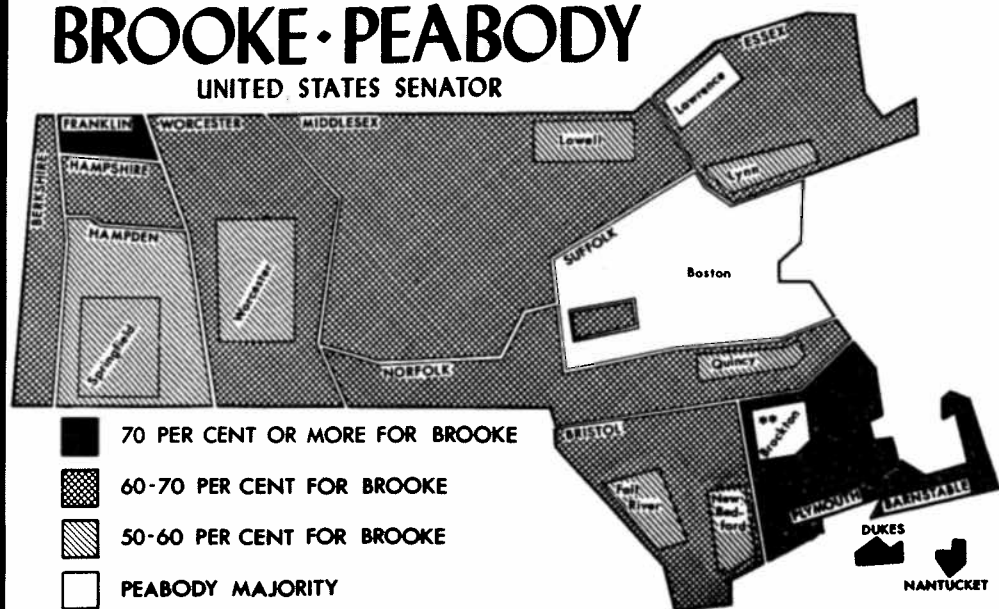 BROOKE·PEABODY
UNITED STATES SENATOR
ESSEX
Lawrence
FRANKLIN
WORCESTER
MIDDLESEX
Lowell
HAMPSHIRE
BERKSHIRE
Lynn
HAMPDEN
SUFFOLK
Boston
Worcester
Springfield
NORFOLK
Quincy
BRISTOL
** Brockton
Fall
River
New
Bed-
ford
PLYMOUTH
BARNSTABLE
DUKES
NANTUCKET
70 PER CENT OR MORE FOR BROOKE
60-70 PER CENT FOR BROOKE
50-60 PER CENT FOR BROOKE
PEABODY MAJORITY